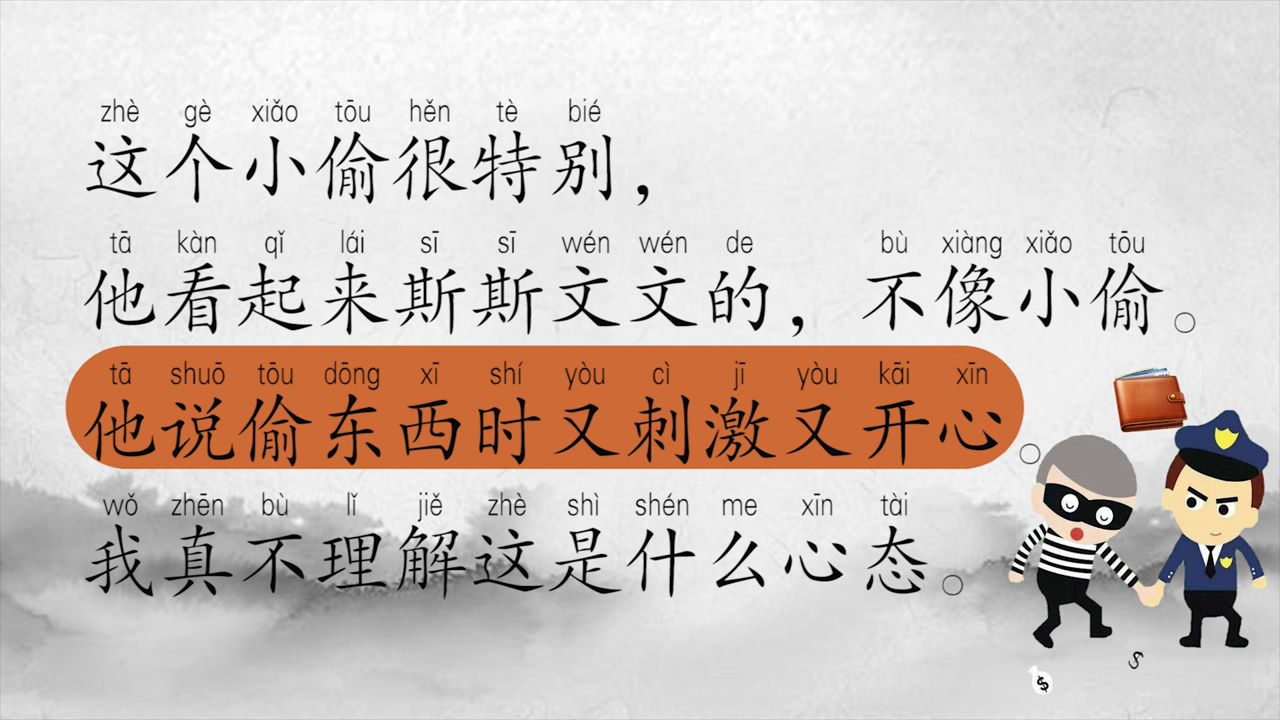 zhè gè xiǎo tōu hěn tè bié
这个小偷很特别，
tā kàn qǐ lái sī sī wén wén de bù xiàng xiǎo tōu
他看起来斯斯文文的，不像小偷。
tā shuō tōu dōng xī shí yòu cì jī yòu kāi xīn
他说偷东西时又刺激又开心。
wǒ zhēn bù lǐ jiě zhè shì shén me xīn tài
我真不理解这是什么心态。
$
$